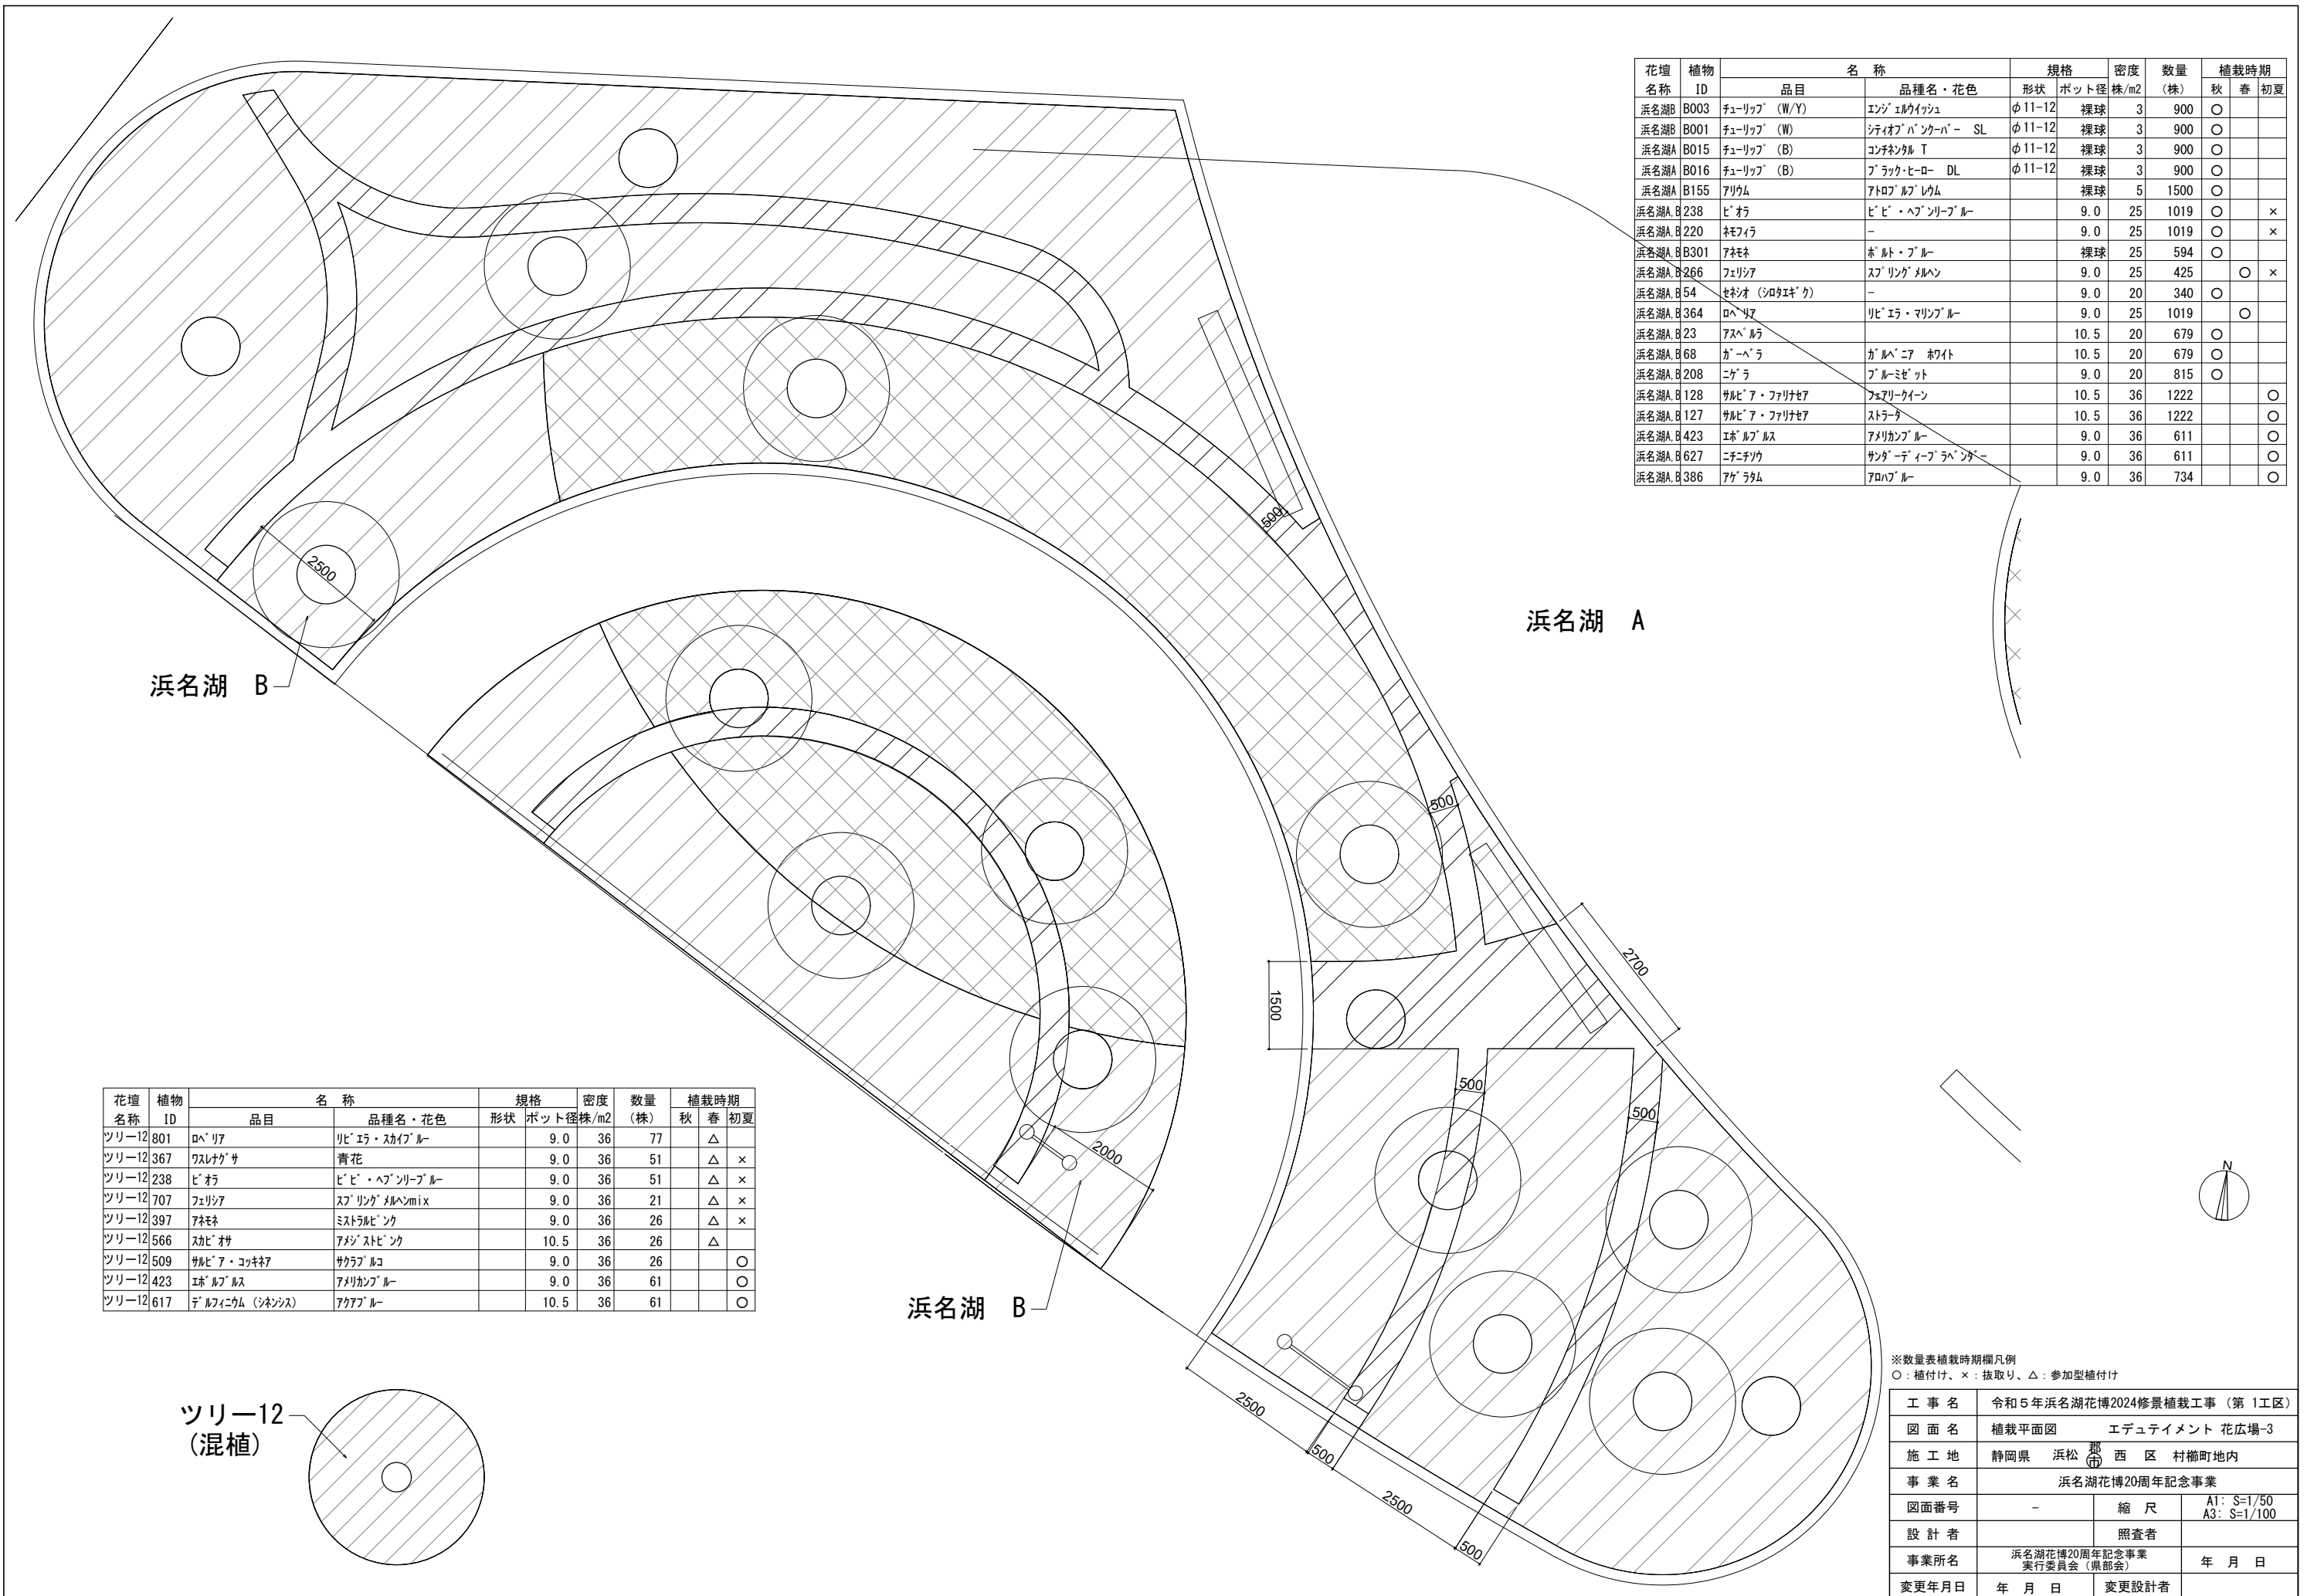 花壇 植物 名 称 規格 密度 数量 植栽時期
名称 ID 品目 品種名・花色 形状 ポット径 株/m2 (株) 秋 春 初夏
浜名湖B B003 チューリップ (W/Y) エンジェルウイッシュ φ11-12 裸球 3 900 ○
浜名湖B B001 チューリップ (W) シティオブバンクーバー SL φ11-12 裸球 3 900 ○
浜名湖A B015 チューリップ (B) コンチネンタル T φ11-12 裸球 3 900 ○
浜名湖A B016 チューリップ (B) ブラック・ヒーロー DL φ11-12 裸球 3 900 ○
浜名湖A B155 アリウム アトロプルプレウム 裸球 5 1500 ○
浜名湖A,B 238 ビオラ ビビ・ヘブンリーブルー 9.0 25 1019 ○ ×
浜名湖A,B 220 ネモフィラ - 9.0 25 1019 ○ ×
浜名湖A,B B301 アネモネ ポルト・ブルー 裸球 25 594 ○
浜名湖A,B 266 フェリシア スプリングメルヘン 9.0 25 425 ○ ×
浜名湖A,B 54 セネシオ (シロタエギク) - 9.0 20 340 ○
浜名湖A,B 364 ロベリア リビエラ・マリンブルー 9.0 25 1019 ○
浜名湖A,B 23 アスペルラ 10.5 20 679 ○
浜名湖A,B 68 ガーベラ ガルベニア ホワイト 10.5 20 679 ○
浜名湖A,B 208 ニゲラ ブルーミゼット 9.0 20 815 ○
浜名湖A,B 128 サルビア・ファリナセア フェアリークイーン 10.5 36 1222 ○
浜名湖A,B 127 サルビア・ファリナセア ストラータ 10.5 36 1222 ○
浜名湖A,B 423 エボルブルス アメリカンブルー 9.0 36 611 ○
浜名湖A,B 627 ニチニチソウ サンダーディープラベンダー 9.0 36 611 ○
浜名湖A,B 386 アゲラタム アロハブルー 9.0 36 734 ○
500
2500
浜名湖 A
浜名湖 B
500
2700
1500
500
500
2000
花壇 植物 名 称 規格 密度 数量 植栽時期
名称 ID 品目 品種名・花色 形状 ポット径 株/m2 (株) 秋 春 初夏
ツリー12 801 ロベリア リビエラ・スカイブルー 9.0 36 77 △
ツリー12 367 ワスレナグサ 青花 9.0 36 51 △ ×
ツリー12 238 ビオラ ビビ・ヘブンリーブルー 9.0 36 51 △ ×
ツリー12 707 フェリシア スプリングメルヘンmix 9.0 36 21 △ ×
ツリー12 397 アネモネ ミストラルピンク 9.0 36 26 △ ×
ツリー12 566 スカビオサ アメジストピンク 10.5 36 26 △
ツリー12 509 サルビア・コッキネア サクラプルコ 9.0 36 26 ○
ツリー12 423 エボルブルス アメリカンブルー 9.0 36 61 ○
ツリー12 617 デルフィニウム (シネンシス) アクアブルー 10.5 36 61 ○
N
浜名湖 B
ツリー12
(混植)
2500
500
2500
500
※数量表植栽時期欄凡例
○:植付け、×:抜取り、△:参加型植付け
工 事 名 令和5年浜名湖花博2024修景植栽工事 (第 1工区)
図 面 名 植栽平面図 エデュテイメント 花広場-3
施 工 地 静岡県 浜松 郡 市 西 区 村櫛町地内
事 業 名 浜名湖花博20周年記念事業
図面番号 - 縮 尺 A1: S=1/50
A3: S=1/100
設 計 者 照査者
事業所名 浜名湖花博20周年記念事業
実行委員会 (県部会) 年 月 日
変更年月日 年 月 日 変更設計者